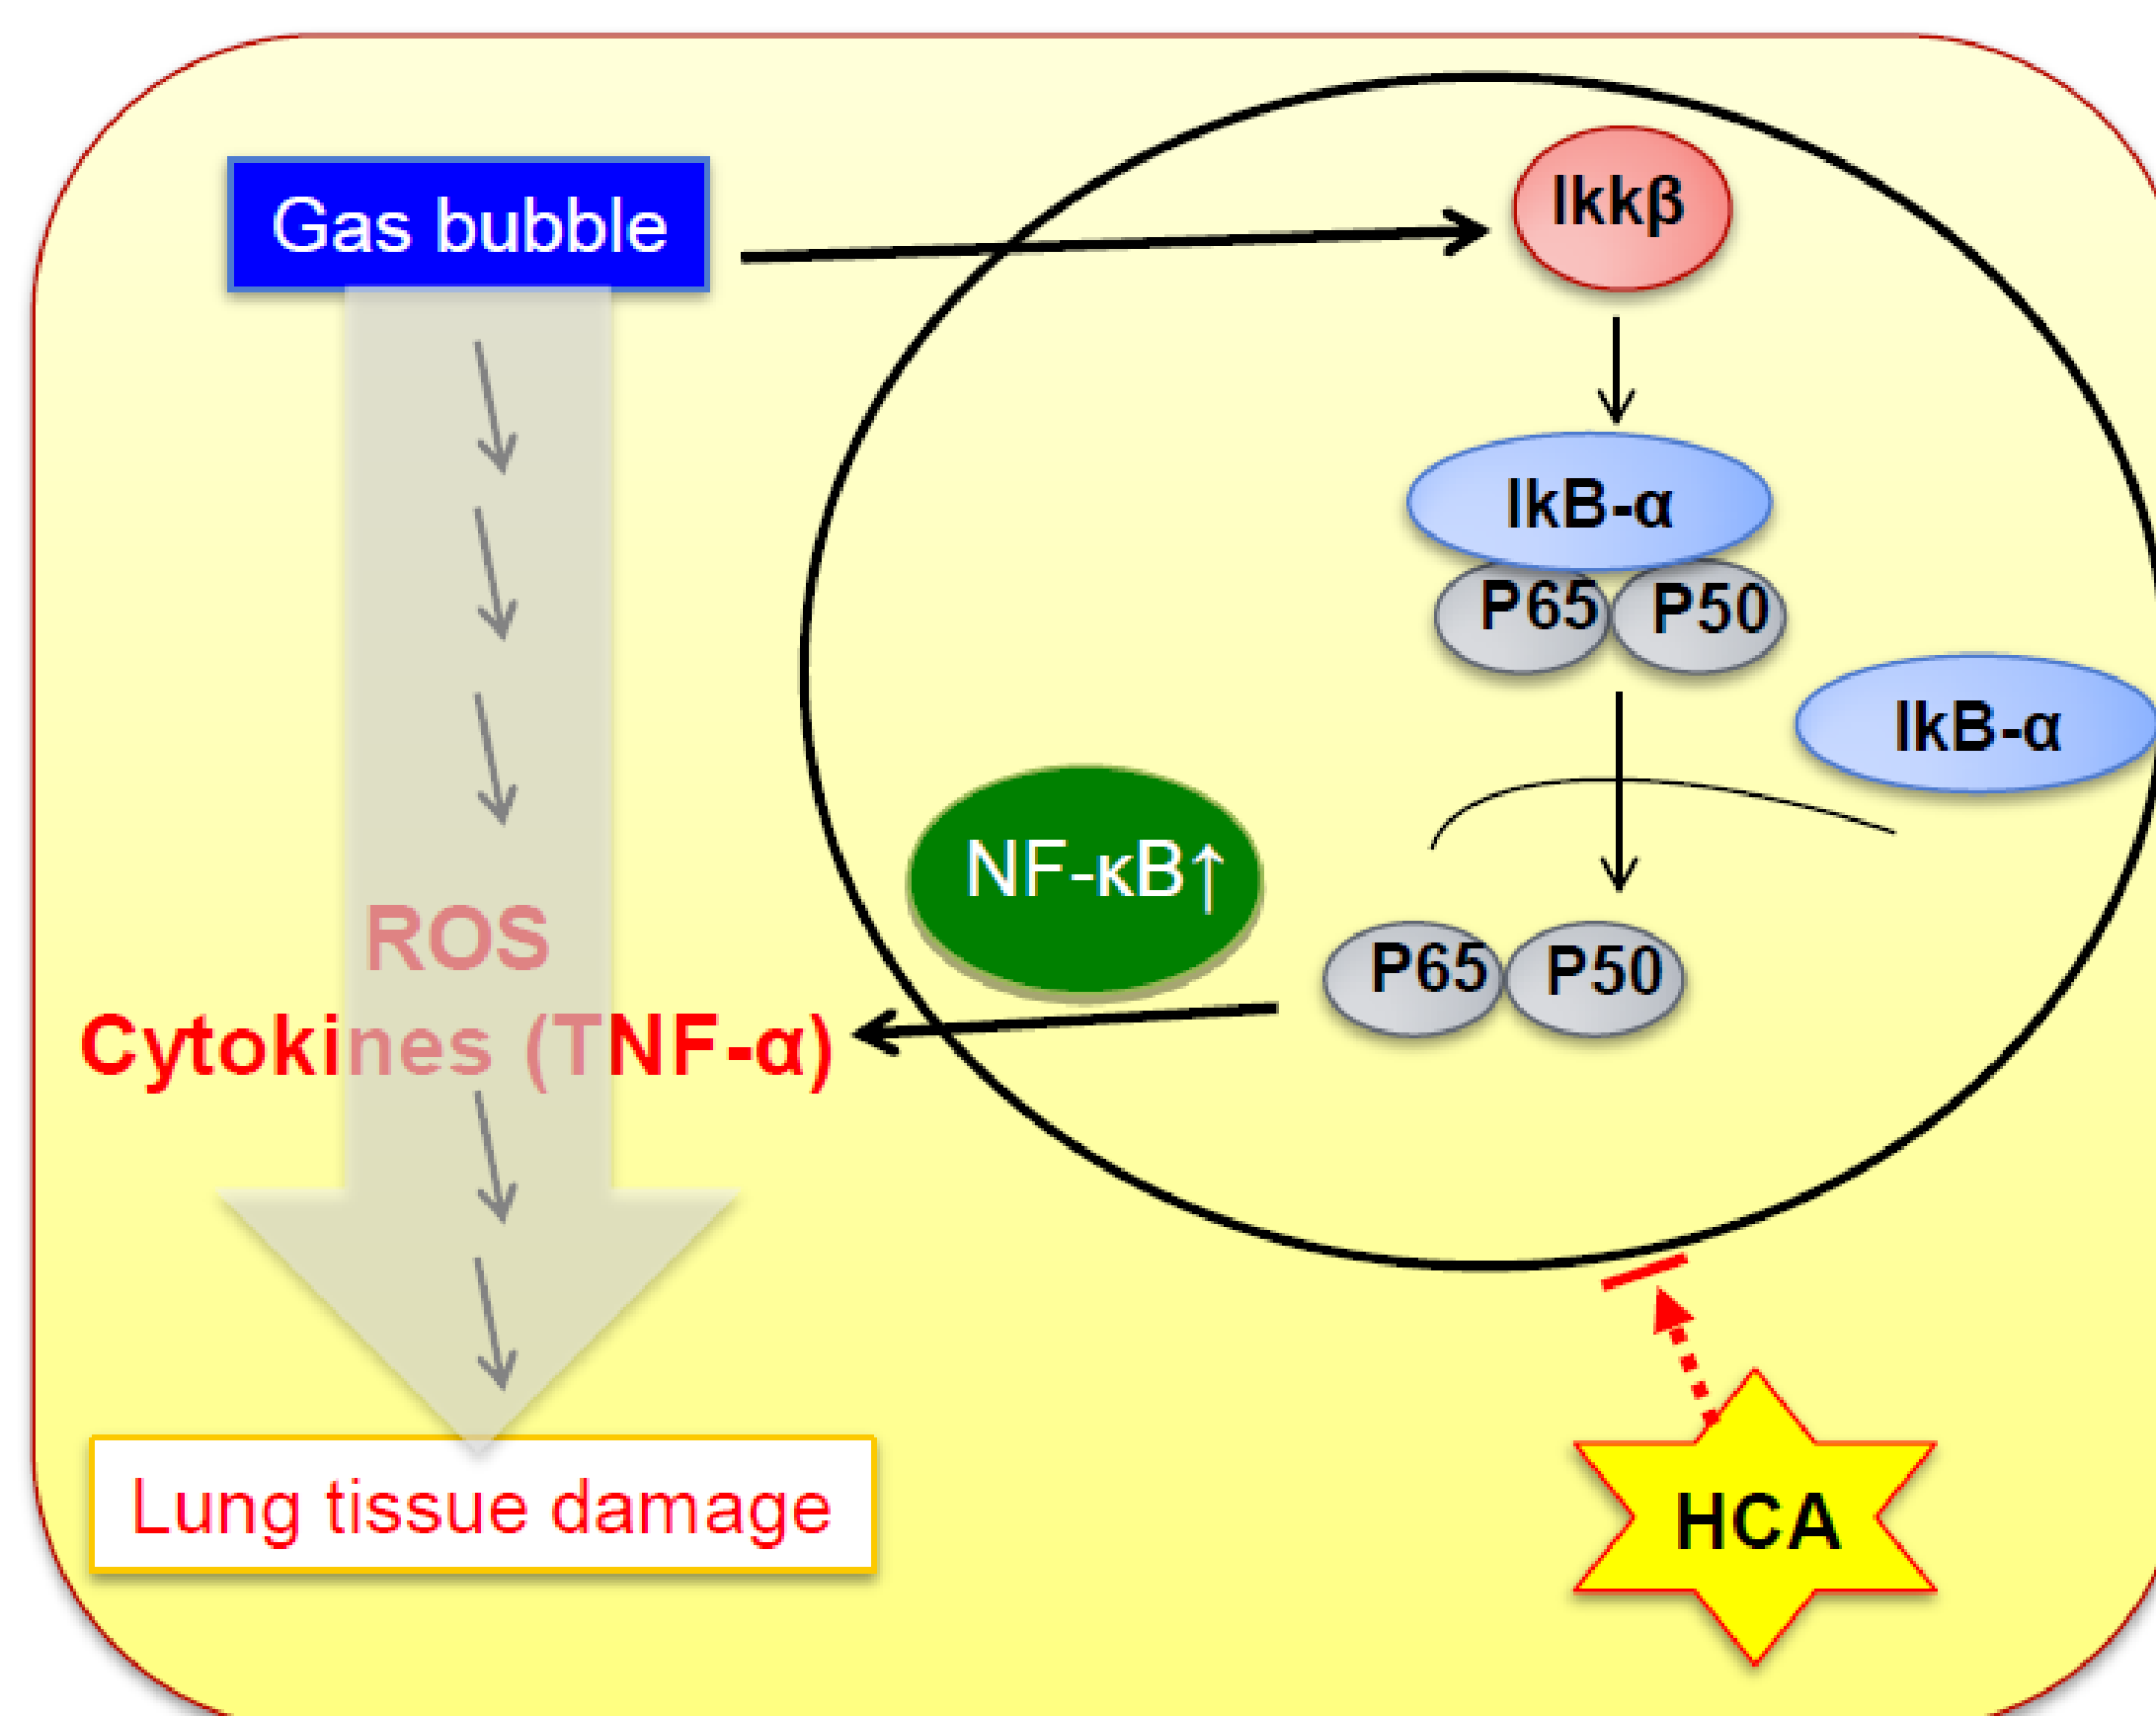 Gas bubble
Ikkβ
IkB-α
P65 P50
IkB-α
NF-κB↑
ROS
P65 P50
Cytokines (TNF-α)
Lung tissue damage
HCA